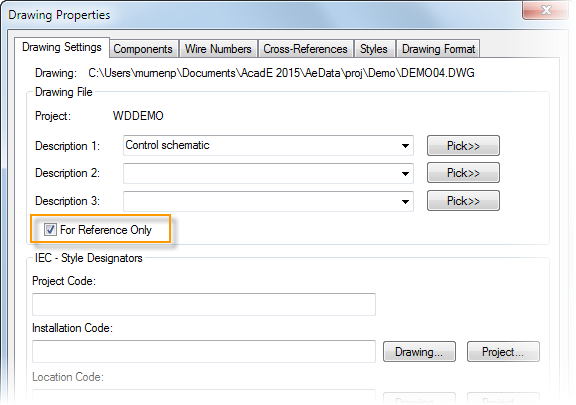 Drawing Properties
Drawing Settings Components Wire Numbers Cross-References Styles Drawing Format
Drawing: C:\Users\mumenp\Documents\AcadE 2015\AeData\proj\Demo\DEMO04.DWG
Drawing File
Project: WDDEMO
Description 1: Control schematic Pick>>
Description 2: Pick>>
Description 3: Pick>>
For Reference Only
IEC - Style Designators
Project Code:
Installation Code:
Drawing... Project...
Location Code:
Drawing... Project...